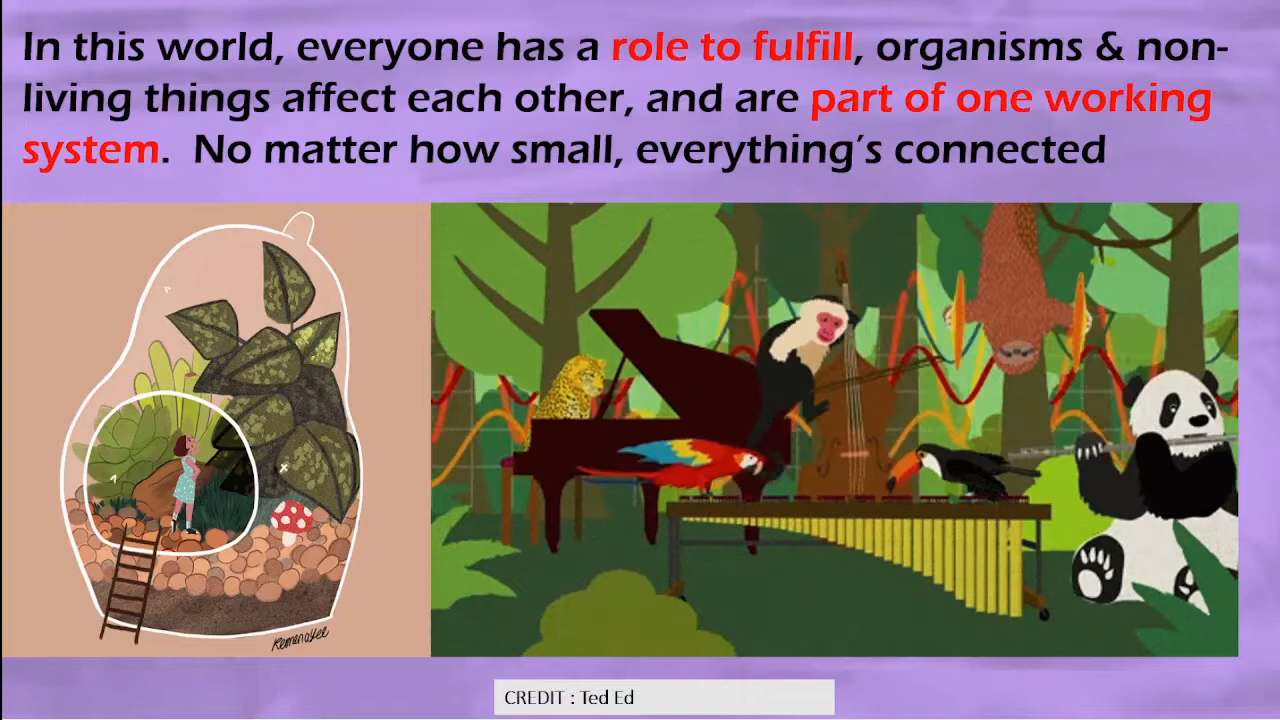 In this world, everyone has a role to fulfill, organisms & non-
living things affect each other, and are part of one working
system.  No matter how small, everything's connected
CREDIT : Ted Ed